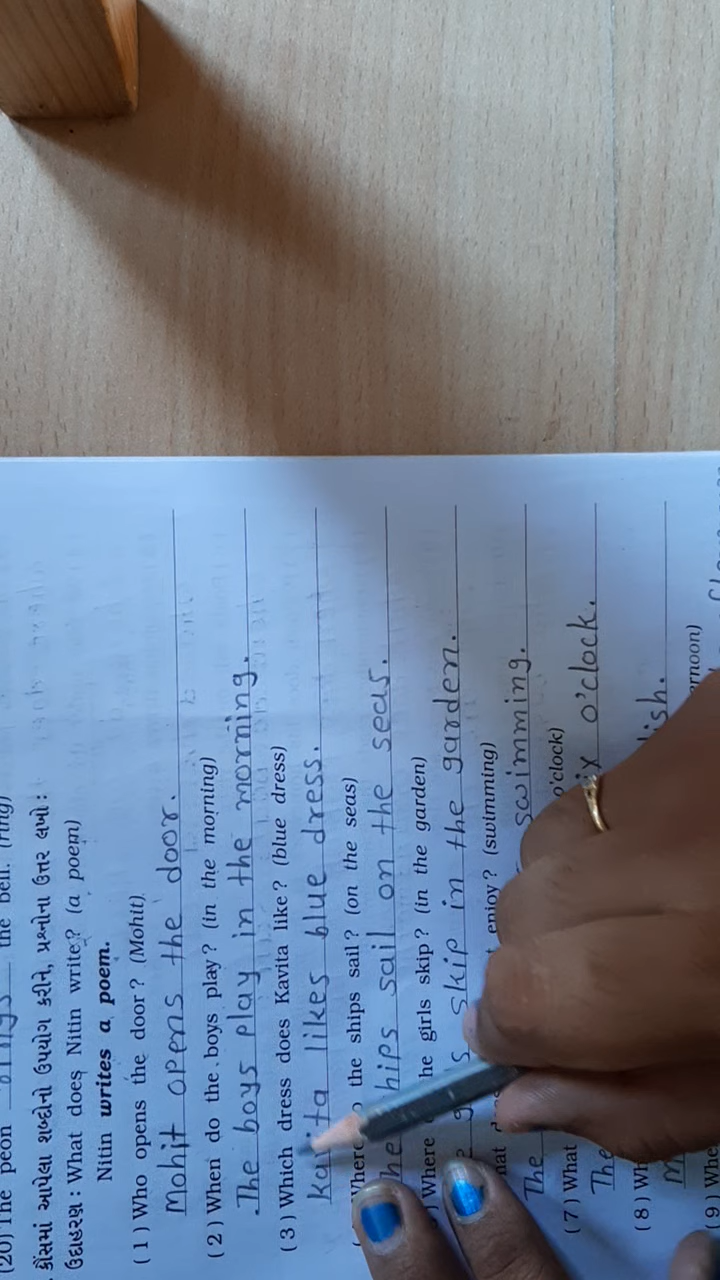 (20) The peon rings the bell. (ring)
કૌંસમાં આપેલા શબ્દોનો ઉપયોગ કરીને, પ્રશ્નોના ઉત્તર લખો :
ઉદાહરણ : What does Nitin write? (a poem)
Nitin writes a poem.
(1) Who opens the door? (Mohit)
Mohit opens the door.
(2) When do the boys play? (in the morning)
The boys play in the morning.
(3) Which dress does Kavita like? (blue dress)
Kavita likes blue dress.
the ships sail? (on the seas)
ships sail on the seas.
Where he girls skip? (in the garden)
skip in the garden.
enjoy? (swimming)
The swimming.
(7) What o'clock)
The six o'clock.
(8) Wh
M
(9) Whe ernoon)